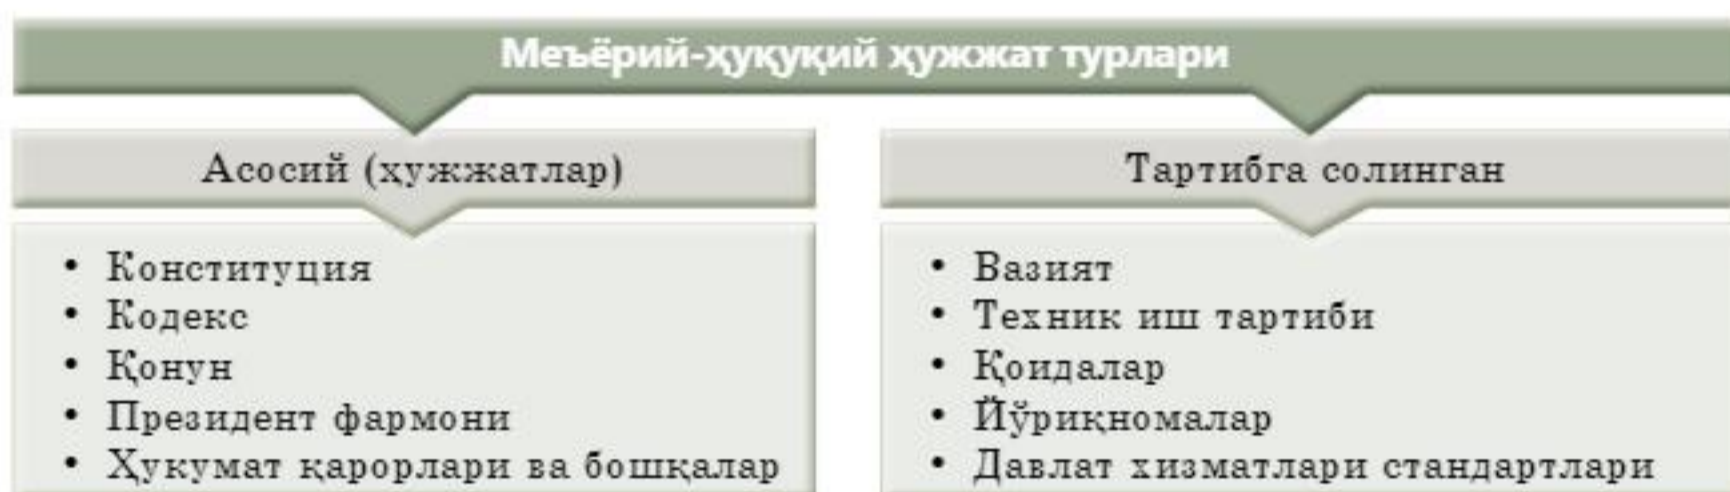 Меъёрий-ҳуқуқий ҳужжат турлари
Асосий (ҳужжатлар)
• Конституция
• Кодекс
• Қонун
• Президент фармони
• Ҳукумат қарорлари ва бошқалар
Тартибга солинган
• Вазият
• Техник иш тартиби
• Қоидалар
• Йўриқномалар
• Давлат хизматлари стандартлари